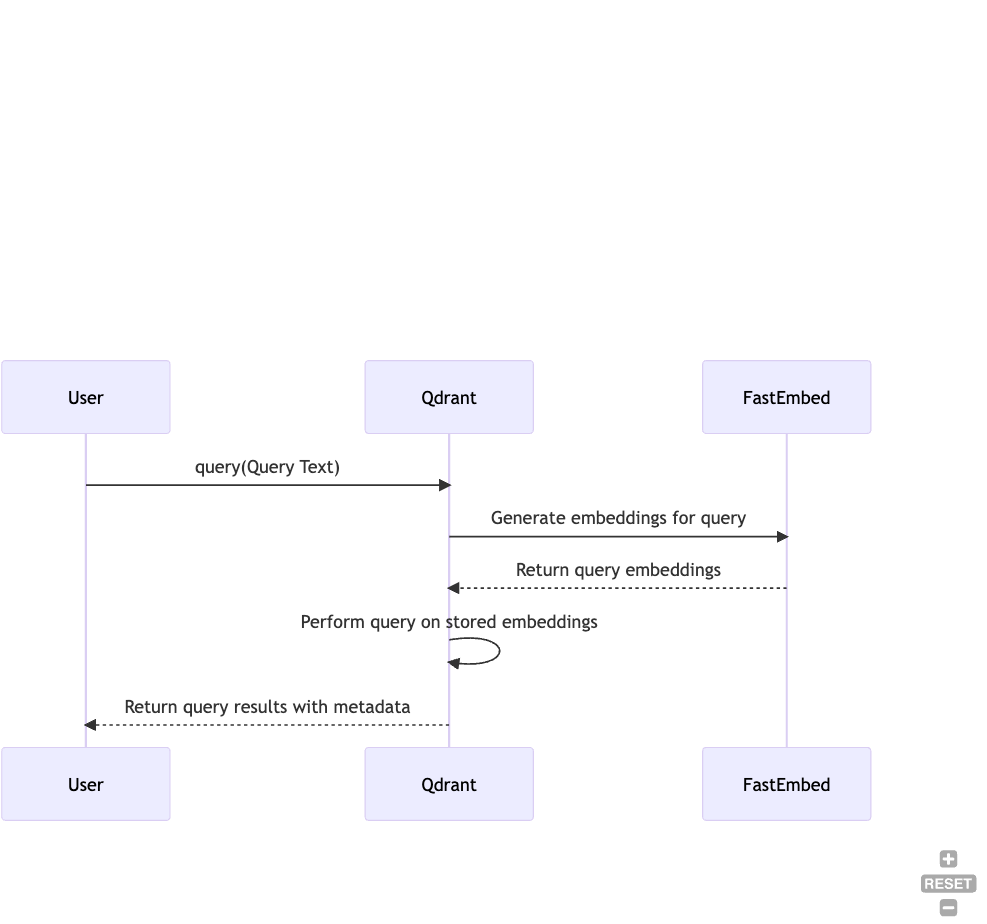 User
Qdrant
FastEmbed
query(Query Text)
Generate embeddings for query
Return query embeddings
Perform query on stored embeddings
Return query results with metadata
User
Qdrant
FastEmbed
RESET